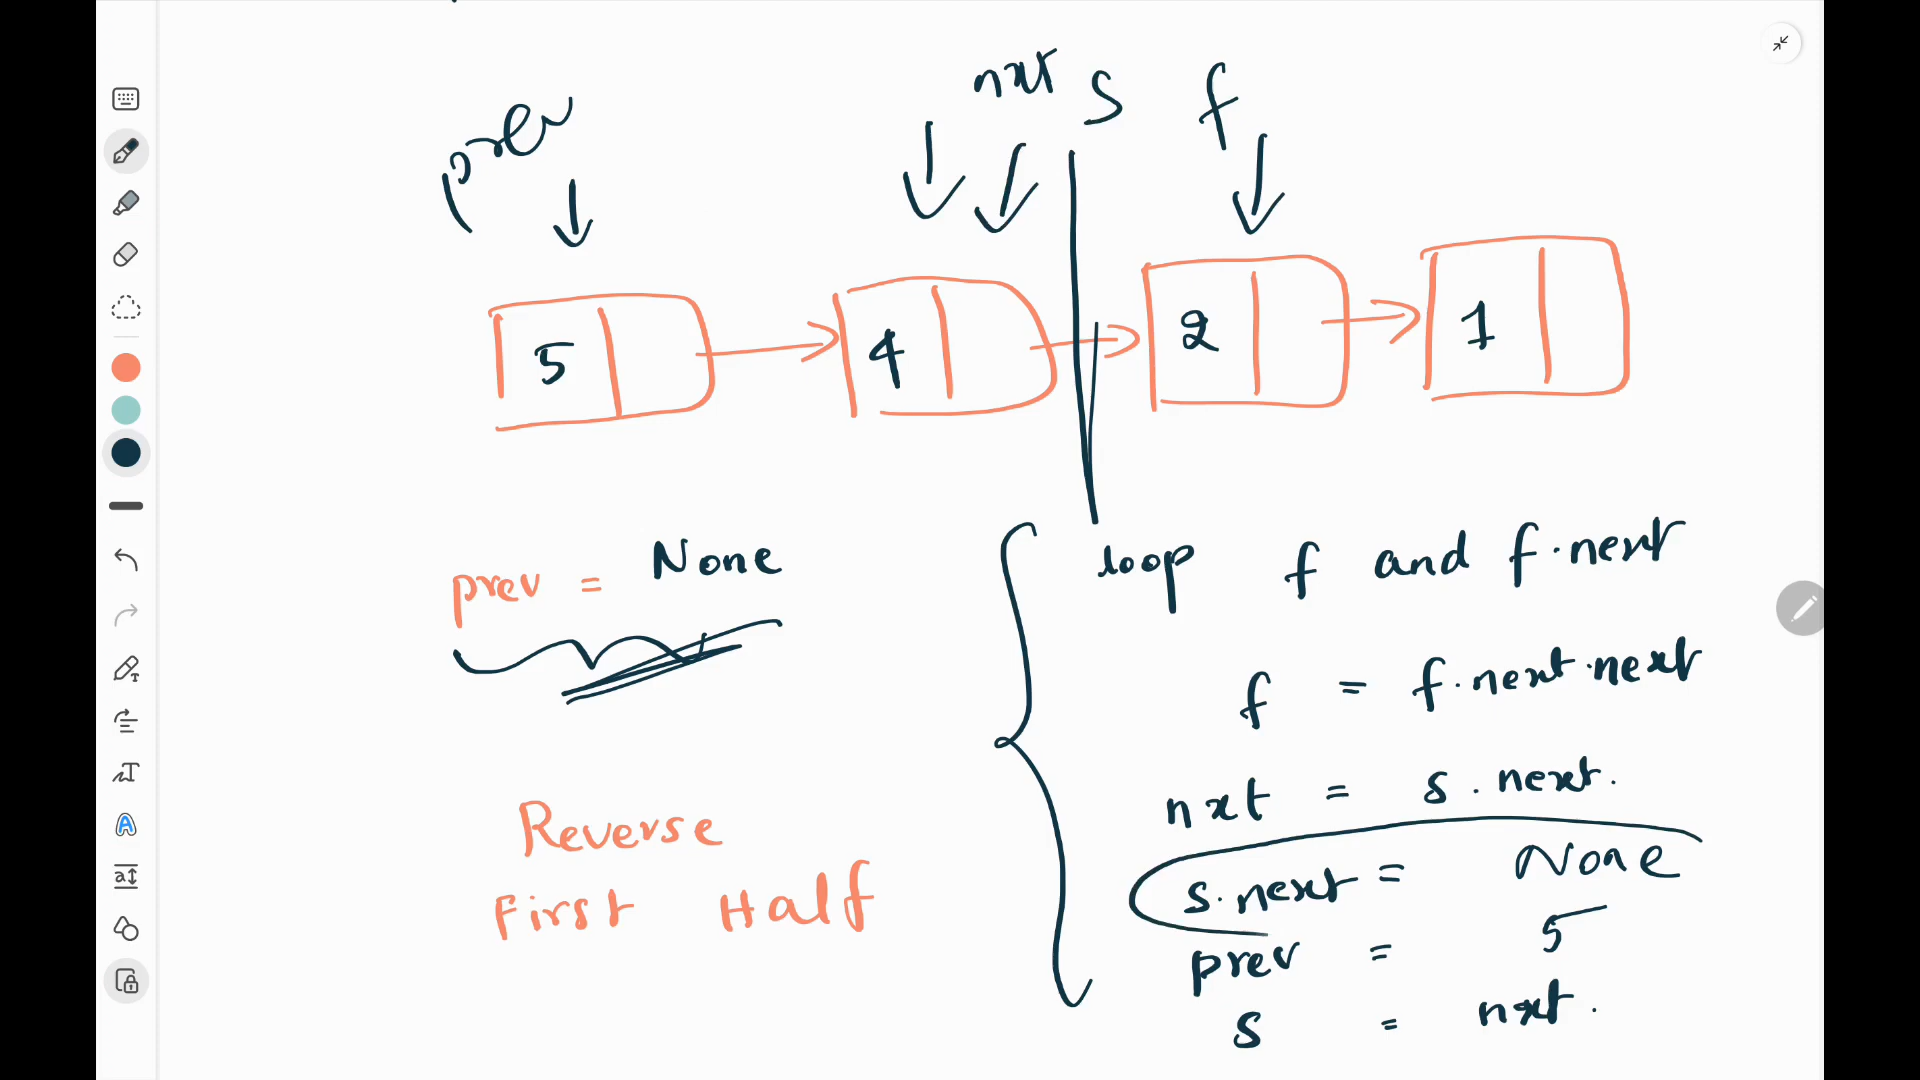 prev nxt s f
5 4 2 1
prev = None
Reverse
First Half
loop f and f.next
f = f.next.next
nxt = s.next.
s.next = None
prev = 5
s = nxt.